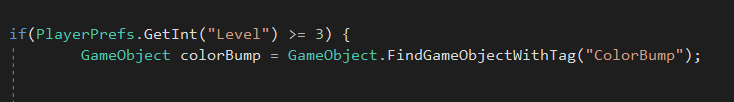 if(PlayerPrefs.GetInt("Level") >= 3) {
GameObject colorBump = GameObject.FindGameObjectWithTag("ColorBump");